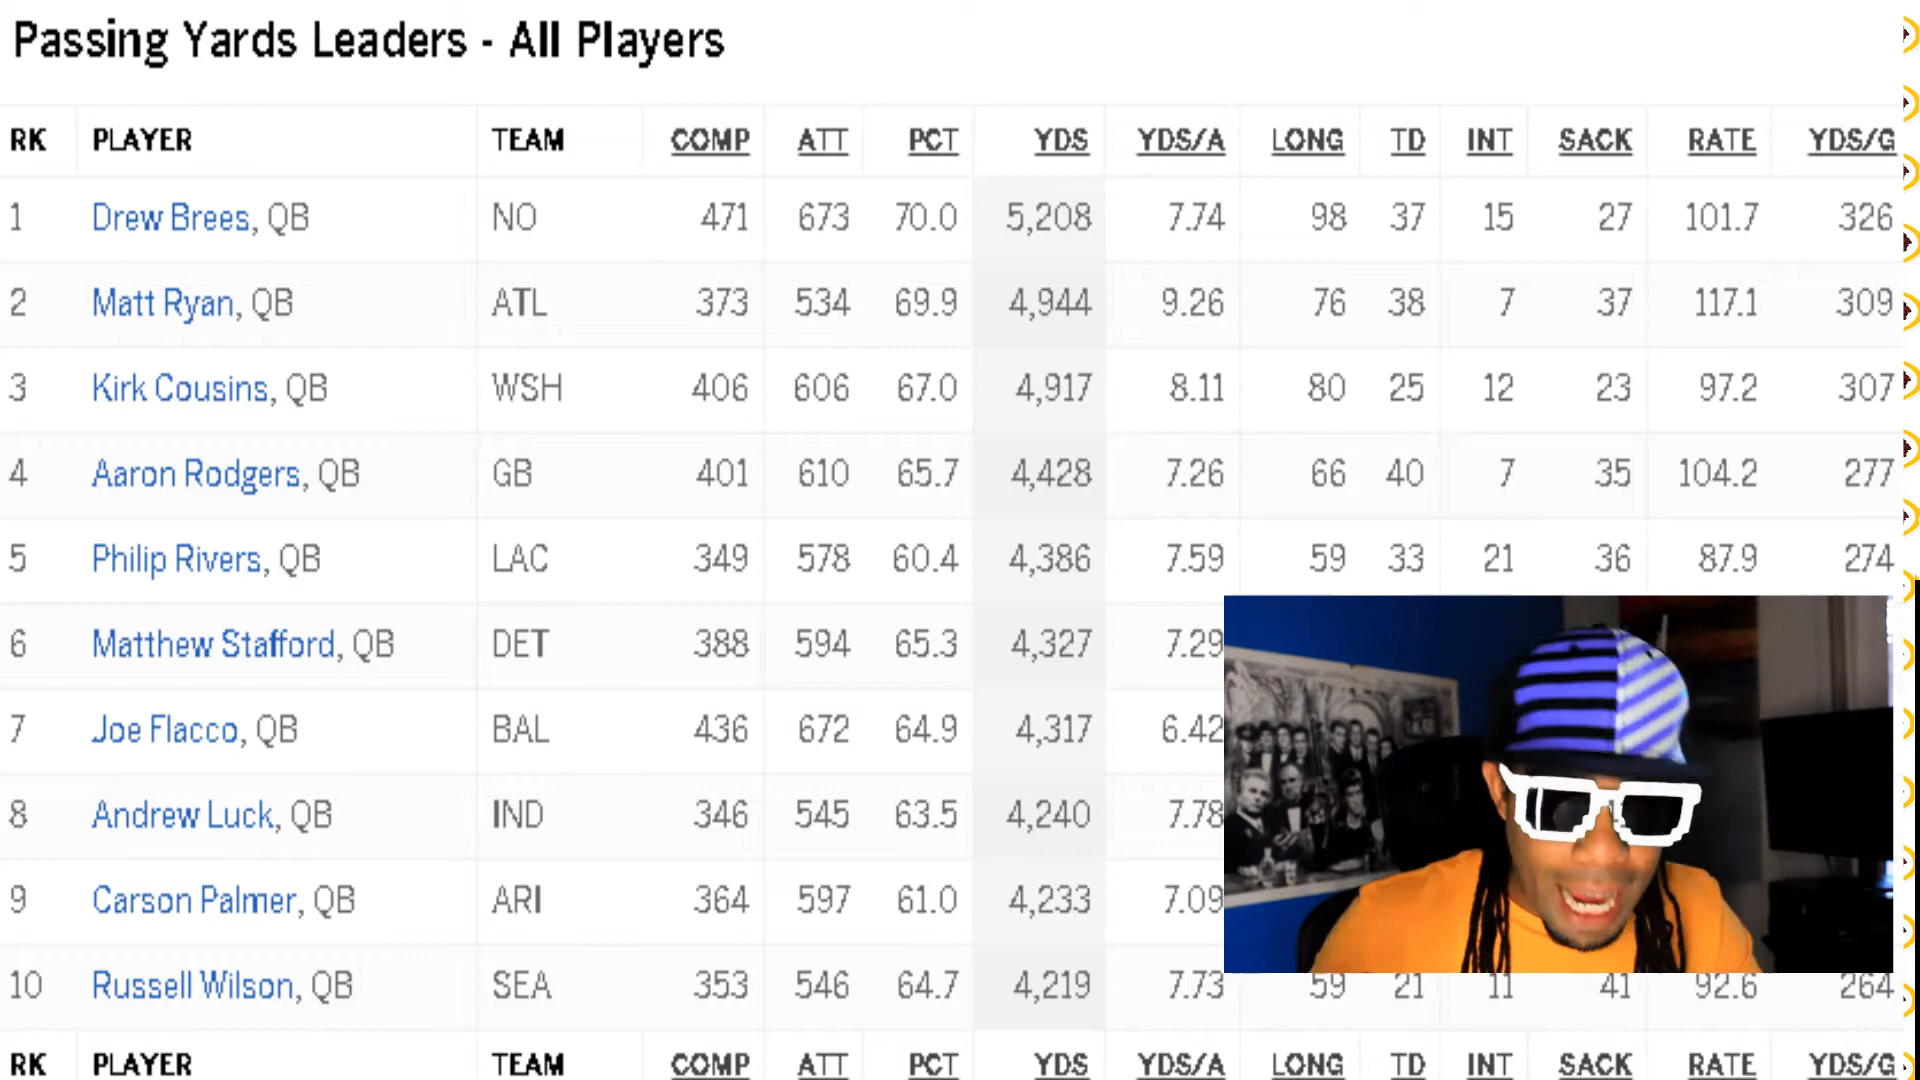 Passing Yards Leaders - All Players
RK PLAYER TEAM COMP ATT PCT YDS YDS/A LONG TD INT SACK RATE YDS/G
1 Drew Brees, QB NO 471 673 70.0 5,208 7.74 98 37 15 27 101.7 326
2 Matt Ryan, QB ATL 373 534 69.9 4,944 9.26 76 38 7 37 117.1 309
3 Kirk Cousins, QB WSH 406 606 67.0 4,917 8.11 80 25 12 23 97.2 307
4 Aaron Rodgers, QB GB 401 610 65.7 4,428 7.26 66 40 7 35 104.2 277
5 Philip Rivers, QB LAC 349 578 60.4 4,386 7.59 59 33 21 36 87.9 274
6 Matthew Stafford, QB DET 388 594 65.3 4,327 7.29
7 Joe Flacco, QB BAL 436 672 64.9 4,317 6.42
8 Andrew Luck, QB IND 346 545 63.5 4,240 7.78
9 Carson Palmer, QB ARI 364 597 61.0 4,233 7.09
10 Russell Wilson, QB SEA 353 546 64.7 4,219 7.73 59 21 11 41 92.6 264
RK PLAYER TEAM COMP ATT PCT YDS YDS/A LONG TD INT SACK RATE YDS/G